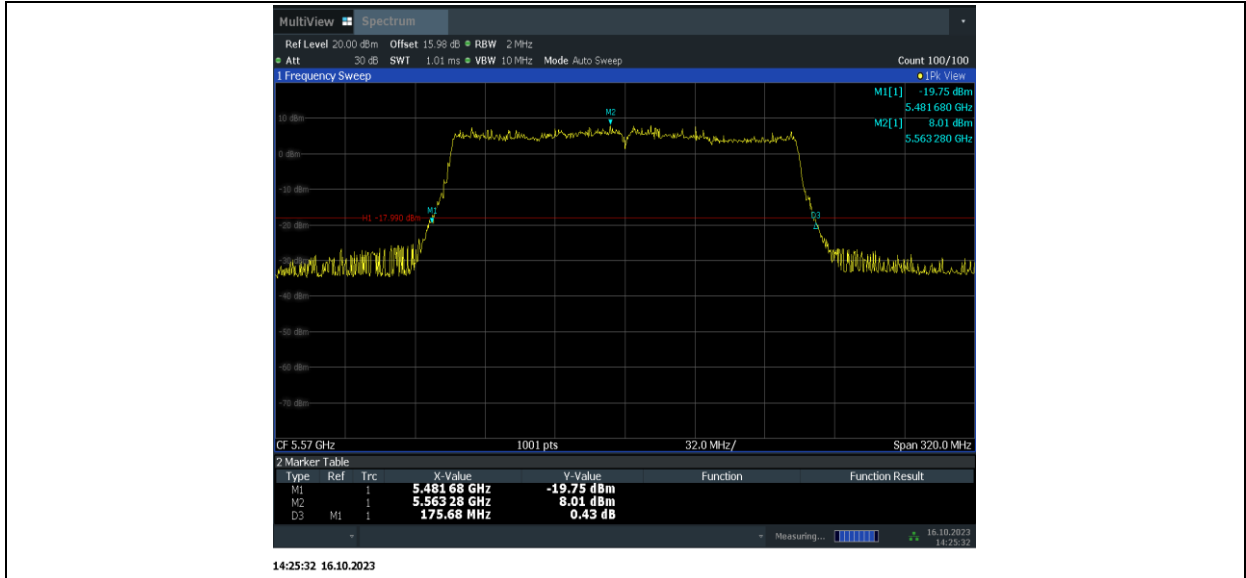 MultiView Spectrum
Ref Level 20.00 dBm Offset 15.98 dB RBW 2 MHz
Att 30 dB SWT 1.01 ms VBW 10 MHz Mode Auto Sweep Count 100/100
1 Frequency Sweep 1Pk View
M1[1] -19.75 dBm
5.481 680 GHz
M2[1] 8.01 dBm
5.563 280 GHz
M2
10 dBm
0 dBm
-10 dBm
M1
H1 -17.990 dBm
D3
-20 dBm
-30 dBm
-40 dBm
-50 dBm
-60 dBm
-70 dBm
CF 5.57 GHz 1001 pts 32.0 MHz/ Span 320.0 MHz
2 Marker Table
Type Ref Trc X-Value Y-Value Function Function Result
M1 1 5.481 68 GHz -19.75 dBm
M2 1 5.563 28 GHz 8.01 dBm
D3 M1 1 175.68 MHz 0.43 dB
Measuring... 16.10.2023
14:25:32
14:25:32 16.10.2023